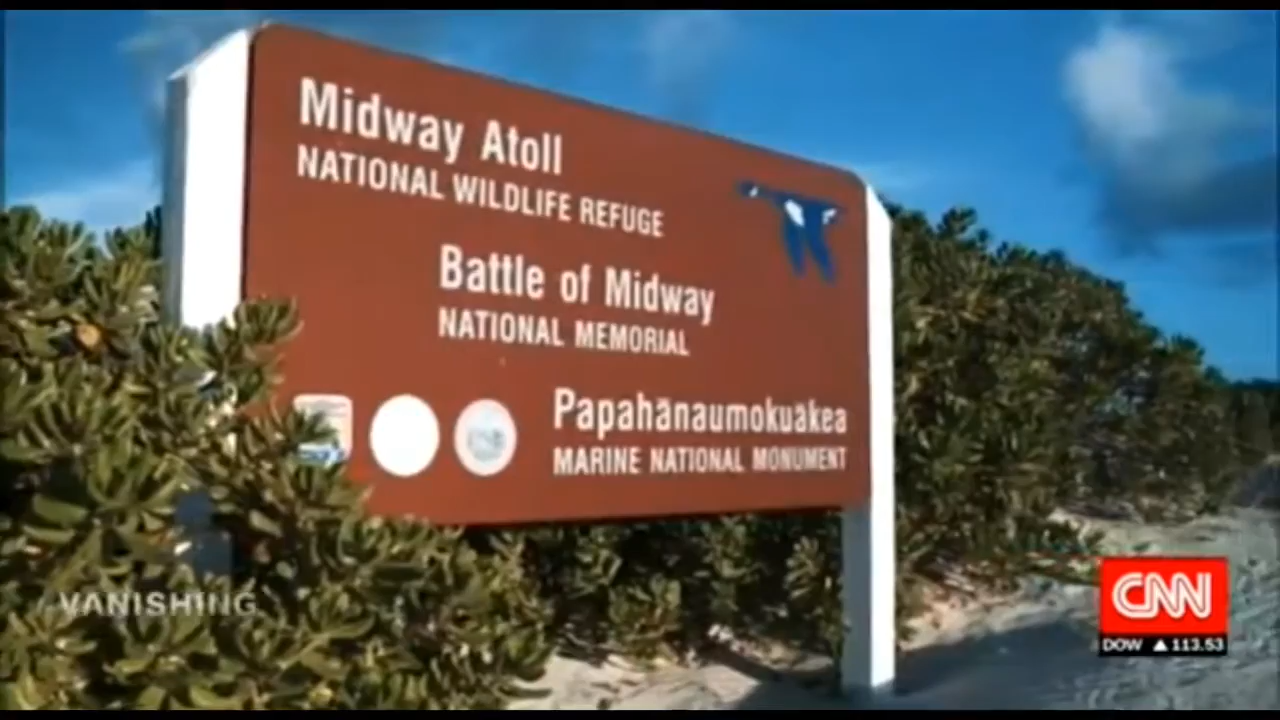 Midway Atoll
NATIONAL WILDLIFE REFUGE
Battle of Midway
NATIONAL MEMORIAL
Papahānaumokuākea
MARINE NATIONAL MONUMENT
VANISHING
CNN
DOW ▲113.53